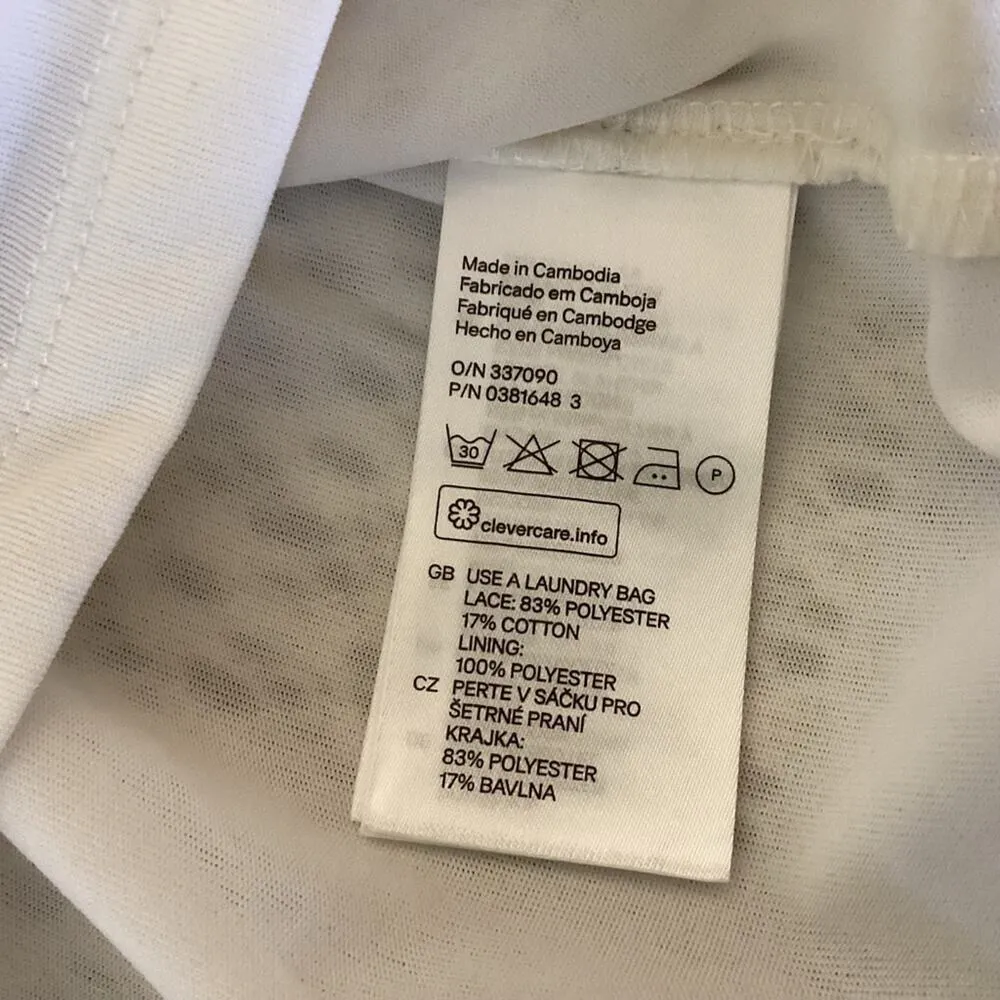 Made in Cambodia
Fabricado em Camboja
Fabriqué en Cambodge
Hecho en Camboya
O/N 337090
P/N 0381648 3
30 P
clevercare.info
GB USE A LAUNDRY BAG
LACE: 83% POLYESTER
17% COTTON
LINING:
100% POLYESTER
CZ PERTE V SÁČKU PRO
ŠETRNÉ PRANÍ
KRAJKA:
83% POLYESTER
17% BAVLNA